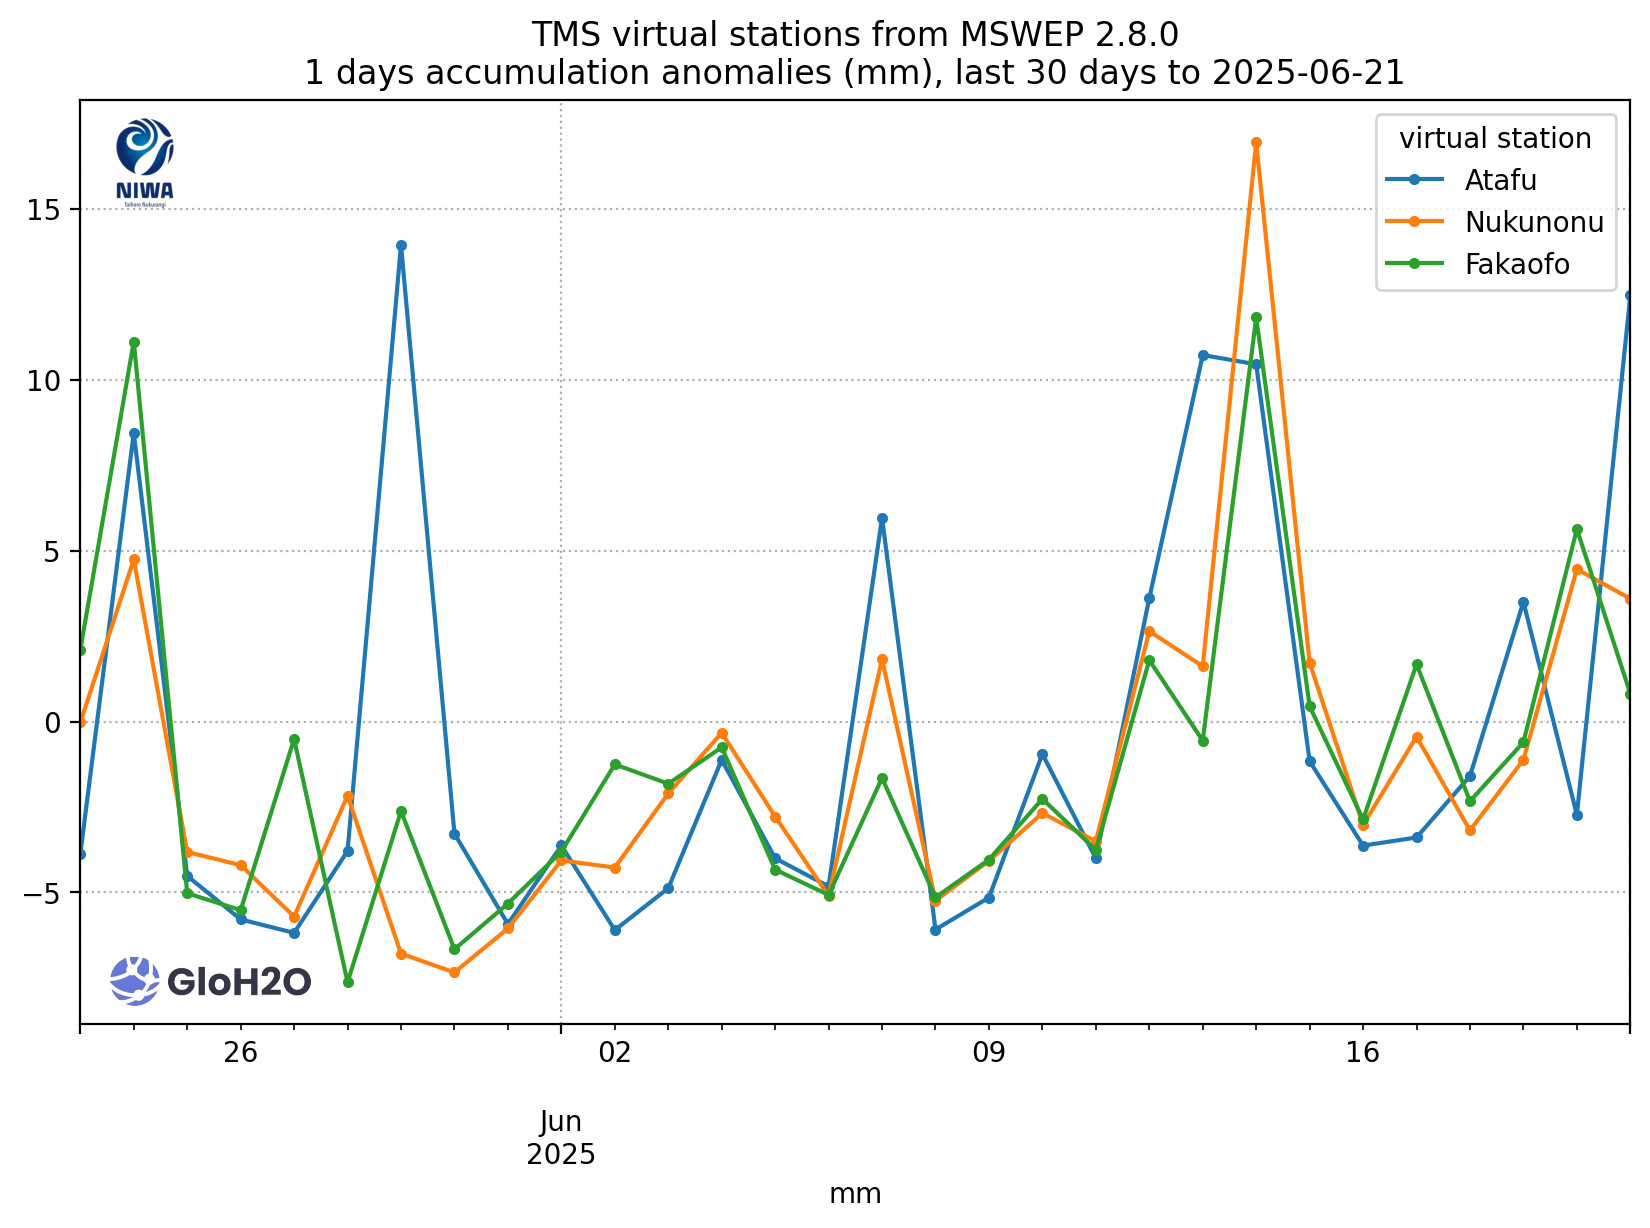 TMS virtual stations from MSWEP 2.8.0
1 days accumulation anomalies (mm), last 30 days to 2025-06-21
NIWA
Taihoro Nukurangi
virtual station
Atafu
Nukunonu
Fakaofo
15
10
5
0
−5
GloH2O
26
02
09
16
Jun
2025
mm